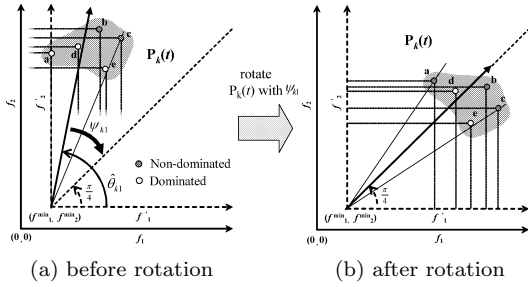 b
c
P_k(t)
a
d
e
f_2
f'_2
ψ_k1
θ̂_k1
π/4
Non-dominated
Dominated
(f^min_1, f^min_2)
f'_1
(0,0)
f_1
(a) before rotation
rotate
P_k(t) with ψ_k1
P_k(t)
a
d
b
c
e
f_2
f'_2
π/4
(f^min_1, f^min_2)
f'_1
(0,0)
f_1
(b) after rotation